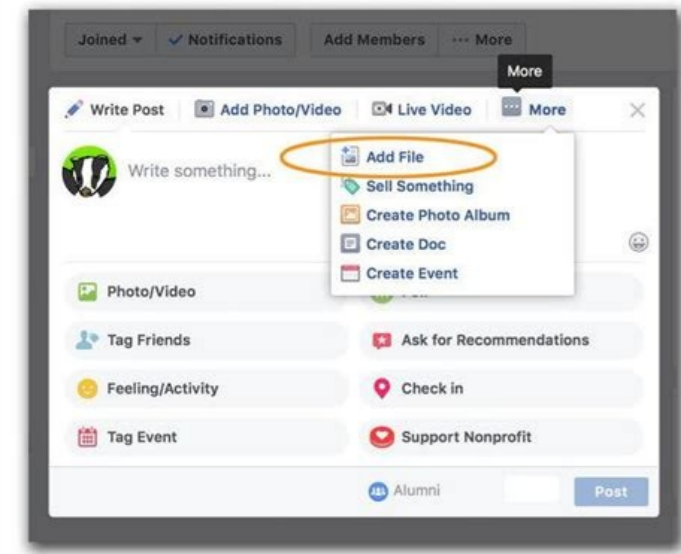 Joined Notifications Add Members ... More
More
Write Post Add Photo/Video Live Video More
Write something...
Add File
Sell Something
Create Photo Album
Create Doc
Create Event
Photo/Video
Tag Friends Ask for Recommendations
Feeling/Activity Check in
Tag Event Support Nonprofit
Alumni Post